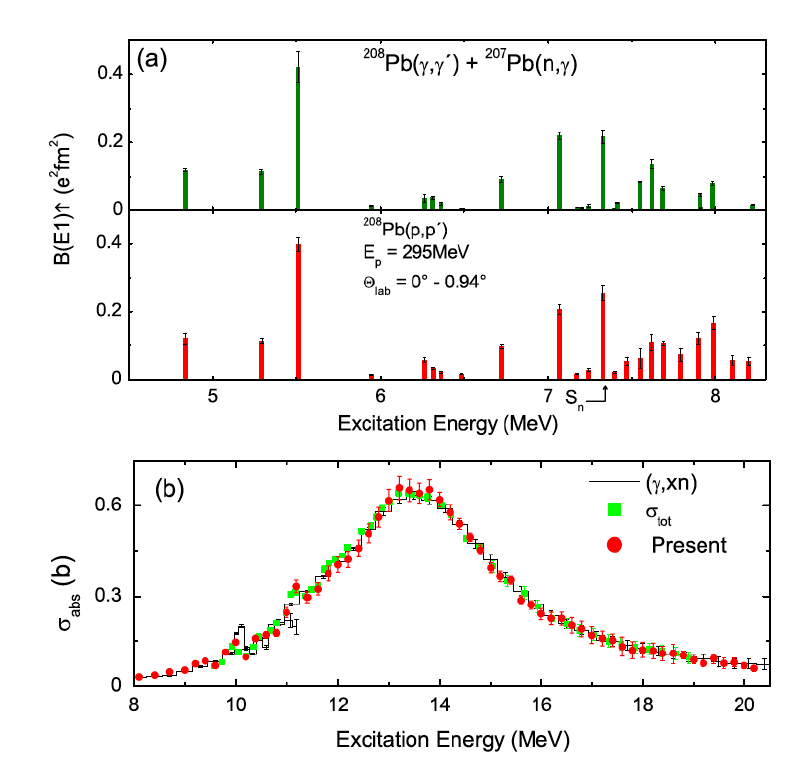 (a)
²⁰⁸Pb(γ,γ´) + ²⁰⁷Pb(n,γ)
0.4
0.2
0
B(E1)↑ (e²fm²)
²⁰⁸Pb(p,p´)
Eₚ = 295MeV
Θlab = 0° - 0.94°
0.4
0.2
0
5 6 7 8
Sₙ
Excitation Energy (MeV)
(b)
(γ,xn)
σtot
Present
0.6
0.3
0
σabs (b)
8 10 12 14 16 18 20
Excitation Energy (MeV)